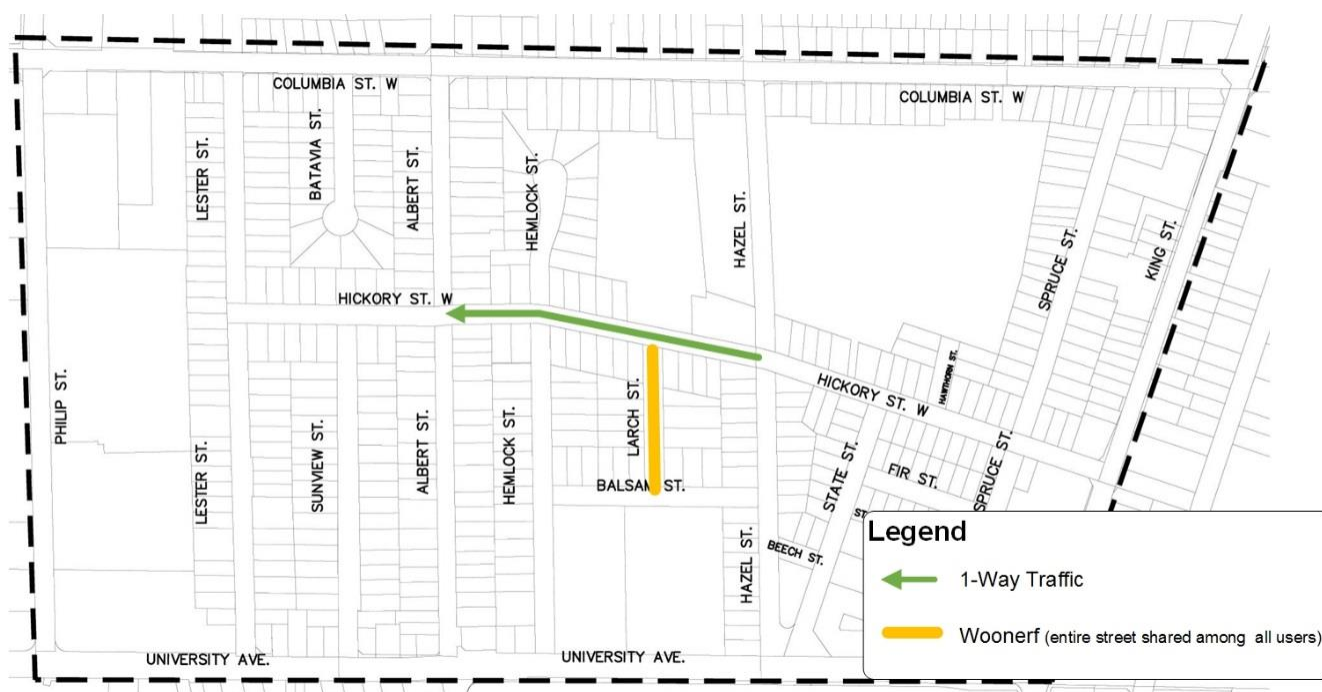 COLUMBIA ST. W
COLUMBIA ST. W
LESTER ST.
BATAVIA ST.
ALBERT ST.
HEMLOCK ST.
HAZEL ST.
SPRUCE ST.
KING ST.
HICKORY ST. W
HICKORY ST. W
HAWTHORN ST.
PHILIP ST.
LESTER ST.
SUNVIEW ST.
ALBERT ST.
HEMLOCK ST.
LARCH ST.
BALSAM ST.
STATE ST.
FIR ST.
SPRUCE ST.
ST
BEECH ST.
HAZEL ST.
UNIVERSITY AVE.
UNIVERSITY AVE.
Legend
1-Way Traffic
Woonerf (entire street shared among all users)